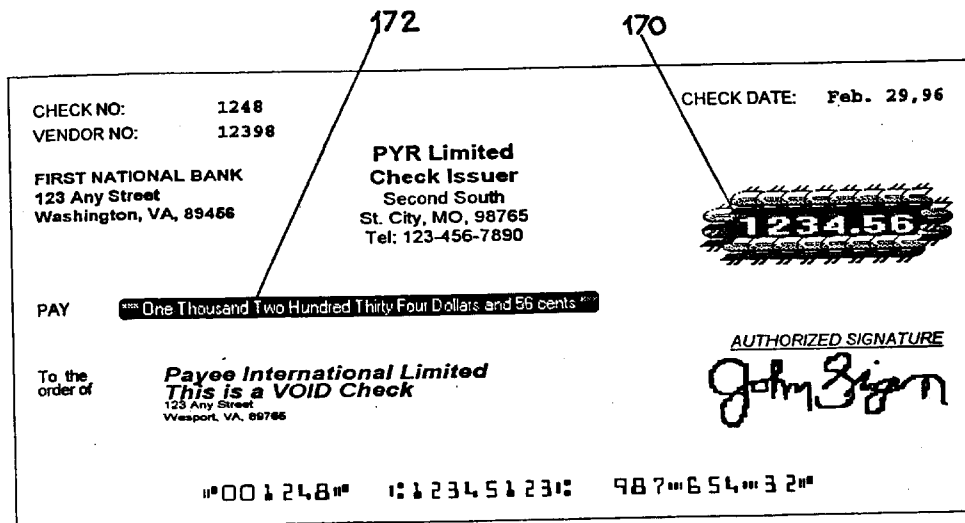 172 170
CHECK NO: 1248
VENDOR NO: 12398
CHECK DATE: Feb. 29,96
FIRST NATIONAL BANK
123 Any Street
Washington, VA, 89456
PYR Limited
Check Issuer
Second South
St. City, MO, 98765
Tel: 123-456-7890
1234.56
PAY *** One Thousand Two Hundred Thirty Four Dollars and 56 cents ***
AUTHORIZED SIGNATURE
John Sign
To the
order of
Payee International Limited
This is a VOID Check
123 Any Street
Wesport, VA, 89765
⑈001248⑈ ⑆12345123⑆ 987⑉654⑉32⑈